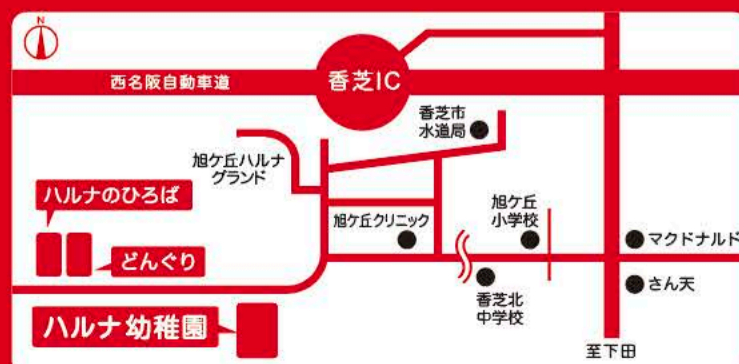 N
西名阪自動車道
香芝IC
香芝市
水道局
旭ケ丘ハルナ
グランド
ハルナのひろば
どんぐり
旭ケ丘クリニック
旭ケ丘
小学校
マクドナルド
さん天
香芝北
中学校
ハルナ幼稚園
至下田